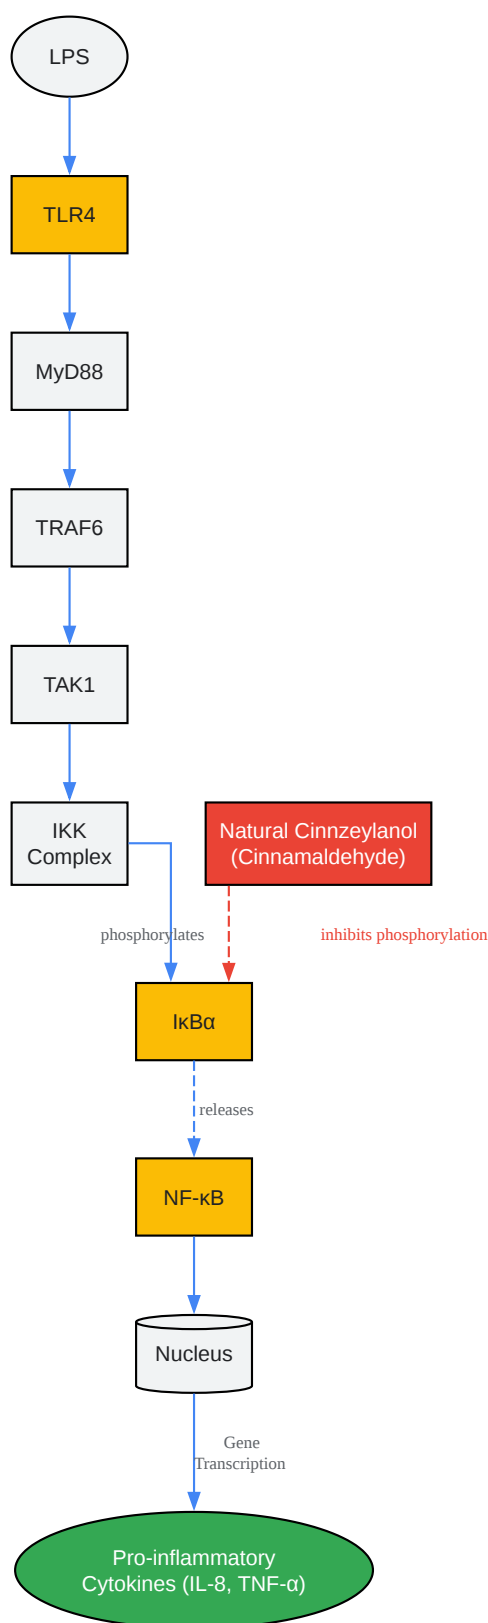 LPS
TLR4
MyD88
TRAF6
TAK1
IKK
Complex
Natural Cinnzeylanol
(Cinnamaldehyde)
phosphorylates
inhibits phosphorylation
IκBα
releases
NF-κB
Nucleus
Gene
Transcription
Pro-inflammatory
Cytokines (IL-8, TNF-α)